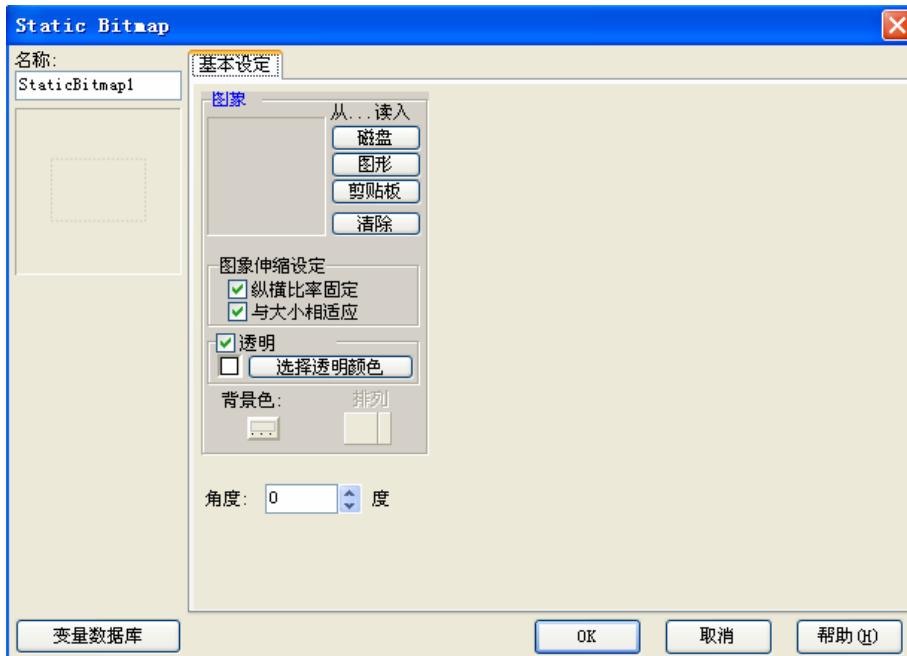 Static Bitmap
名称:
StaticBitmap1
基本设定
图象
从...读入
磁盘
图形
剪贴板
清除
图象伸缩设定
纵横比率固定
与大小相适应
透明
选择透明颜色
背景色:
排列
...
角度: 0 度
变量数据库
OK
取消
帮助(H)